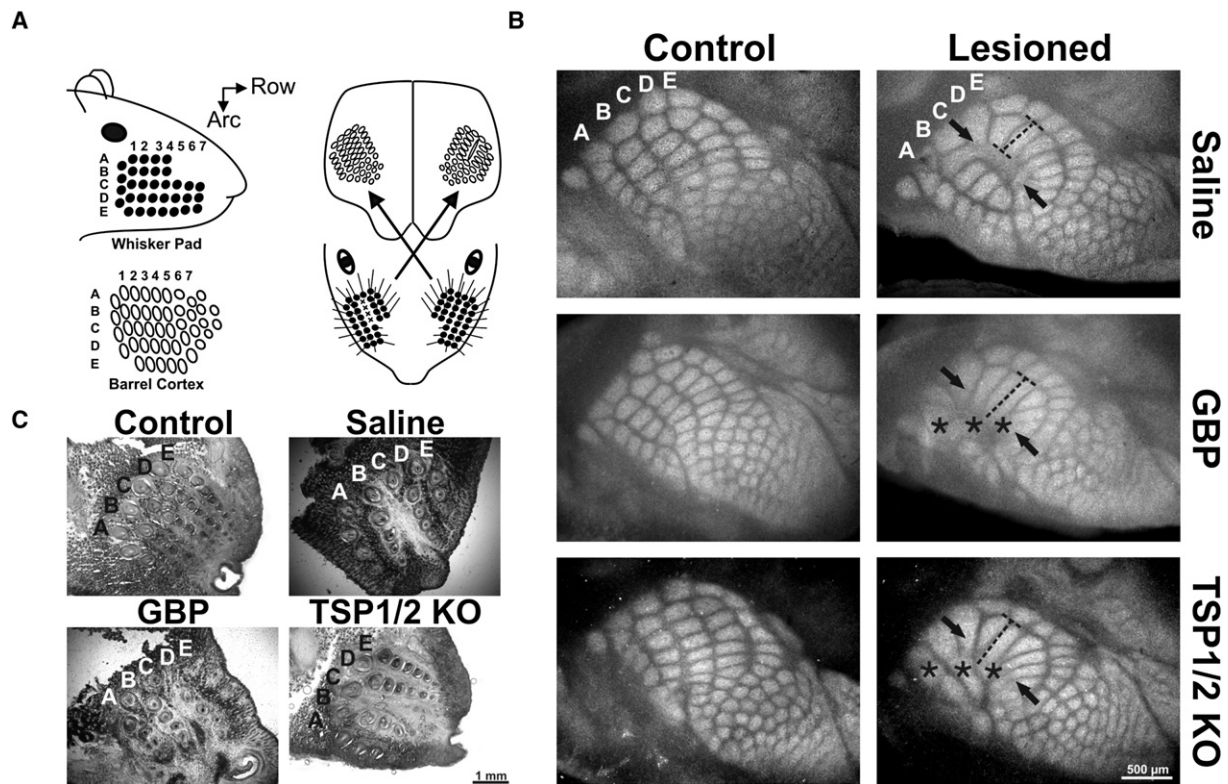 A
Row
Arc
1 2 3 4 5 6 7
A
B
C
D
E
Whisker Pad
1 2 3 4 5 6 7
A
B
C
D
E
Barrel Cortex
B
Control
Lesioned
A B C D E
A B C D E
* * *
* * *
500 µm
Saline
GBP
TSP1/2 KO
C
Control
Saline
A B C D E
A B C D E
GBP
TSP1/2 KO
A B C D E
A B C D E
1 mm